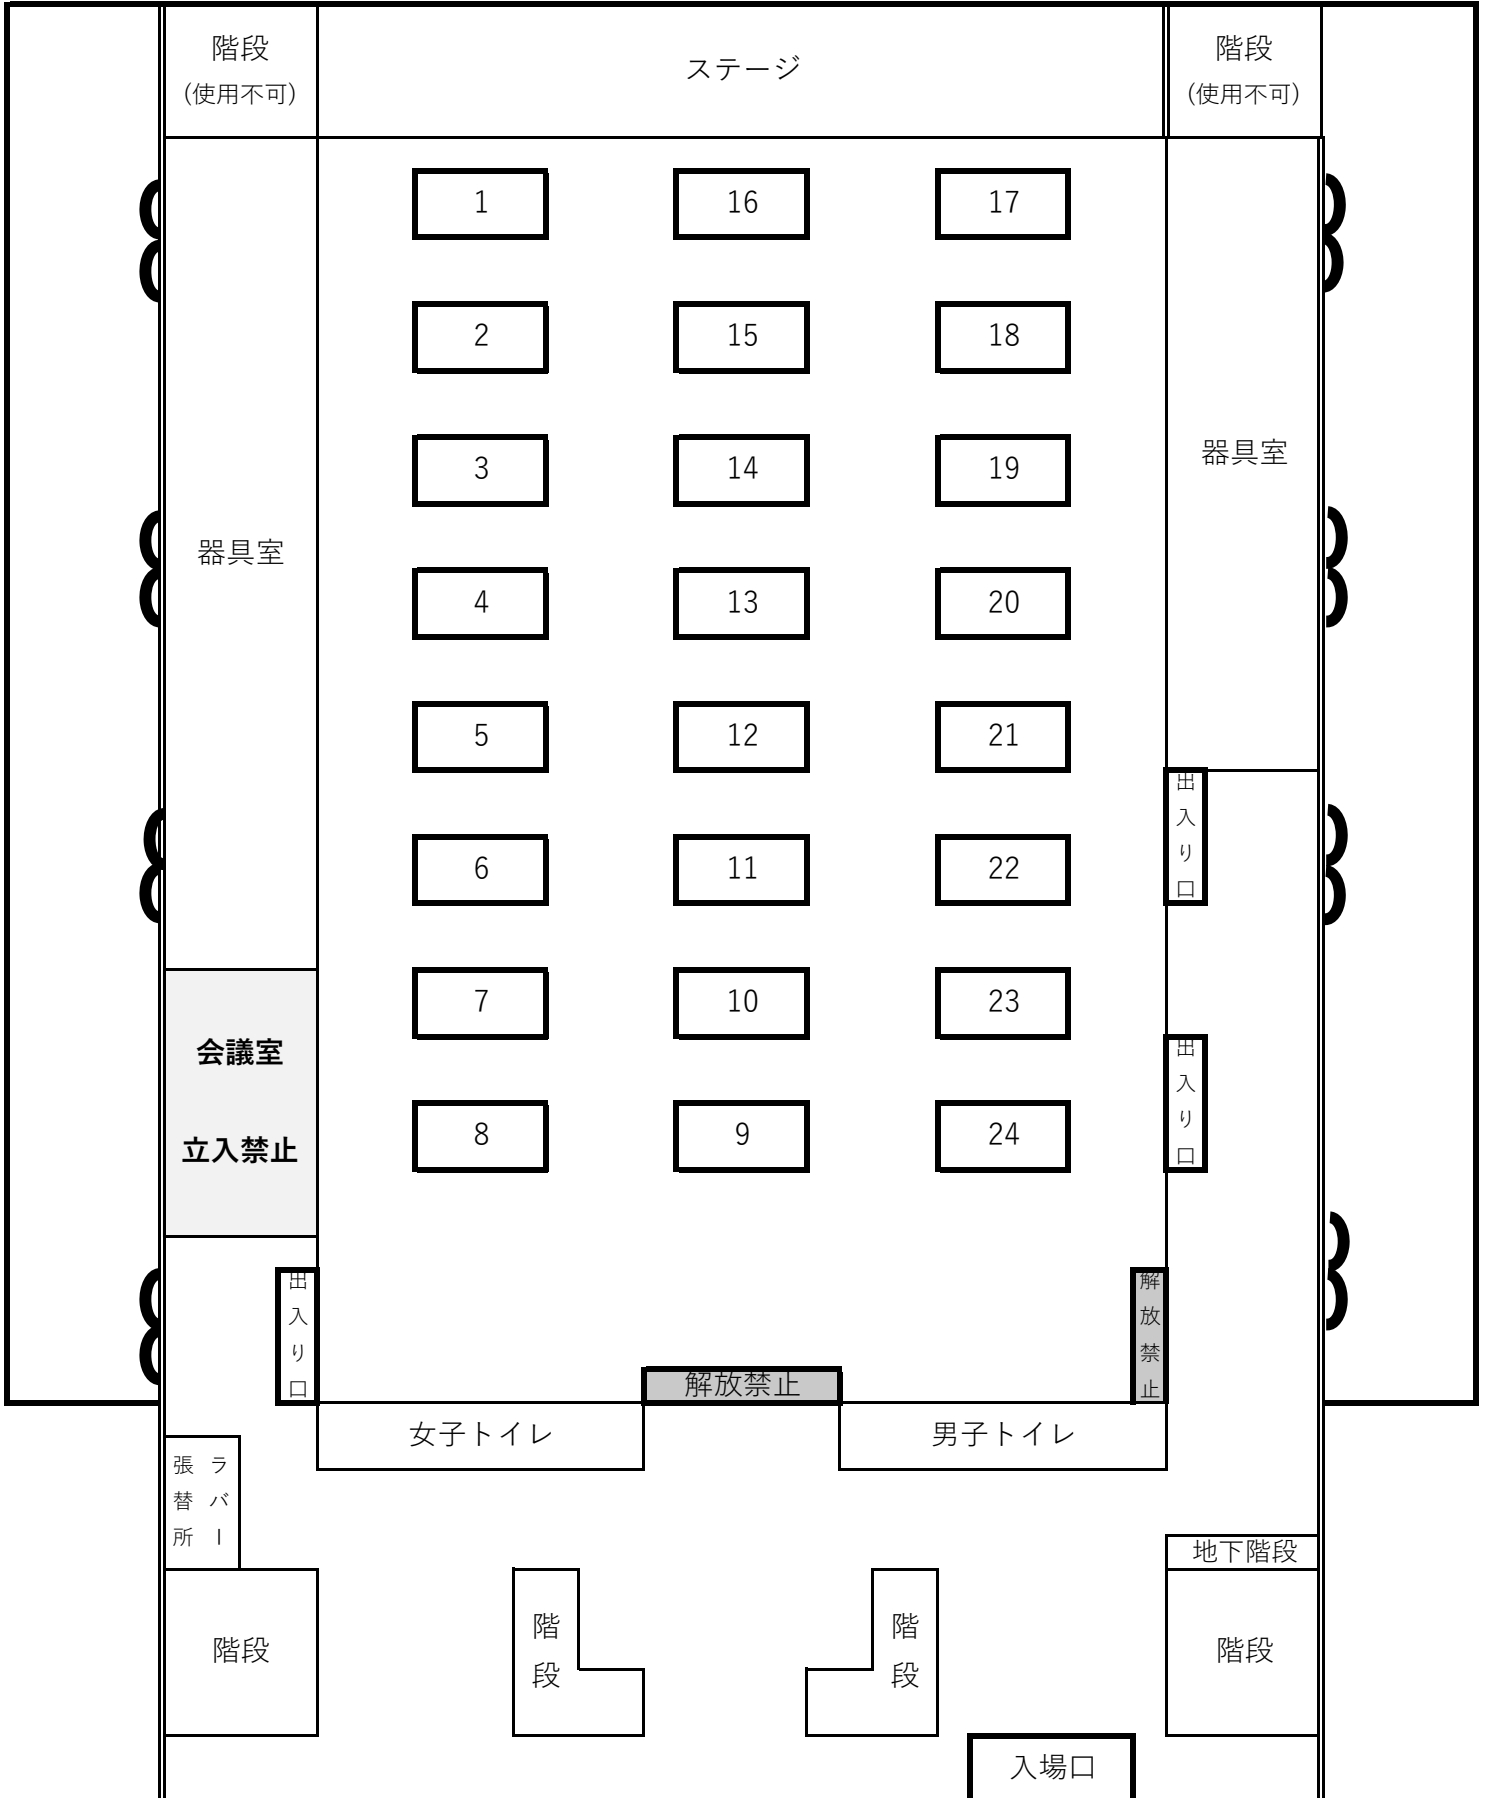 階段
(使用不可)
ステージ
階段
(使用不可)
1
16
17
2
15
18
3
14
19
器具室
器具室
4
13
20
5
12
21
出入り口
6
11
22
7
10
23
会議室
立入禁止
出入り口
8
9
24
出入り口
解放禁止
解放禁止
女子トイレ
男子トイレ
ラバー
張替所
地下階段
階段
階段
階段
階段
入場口